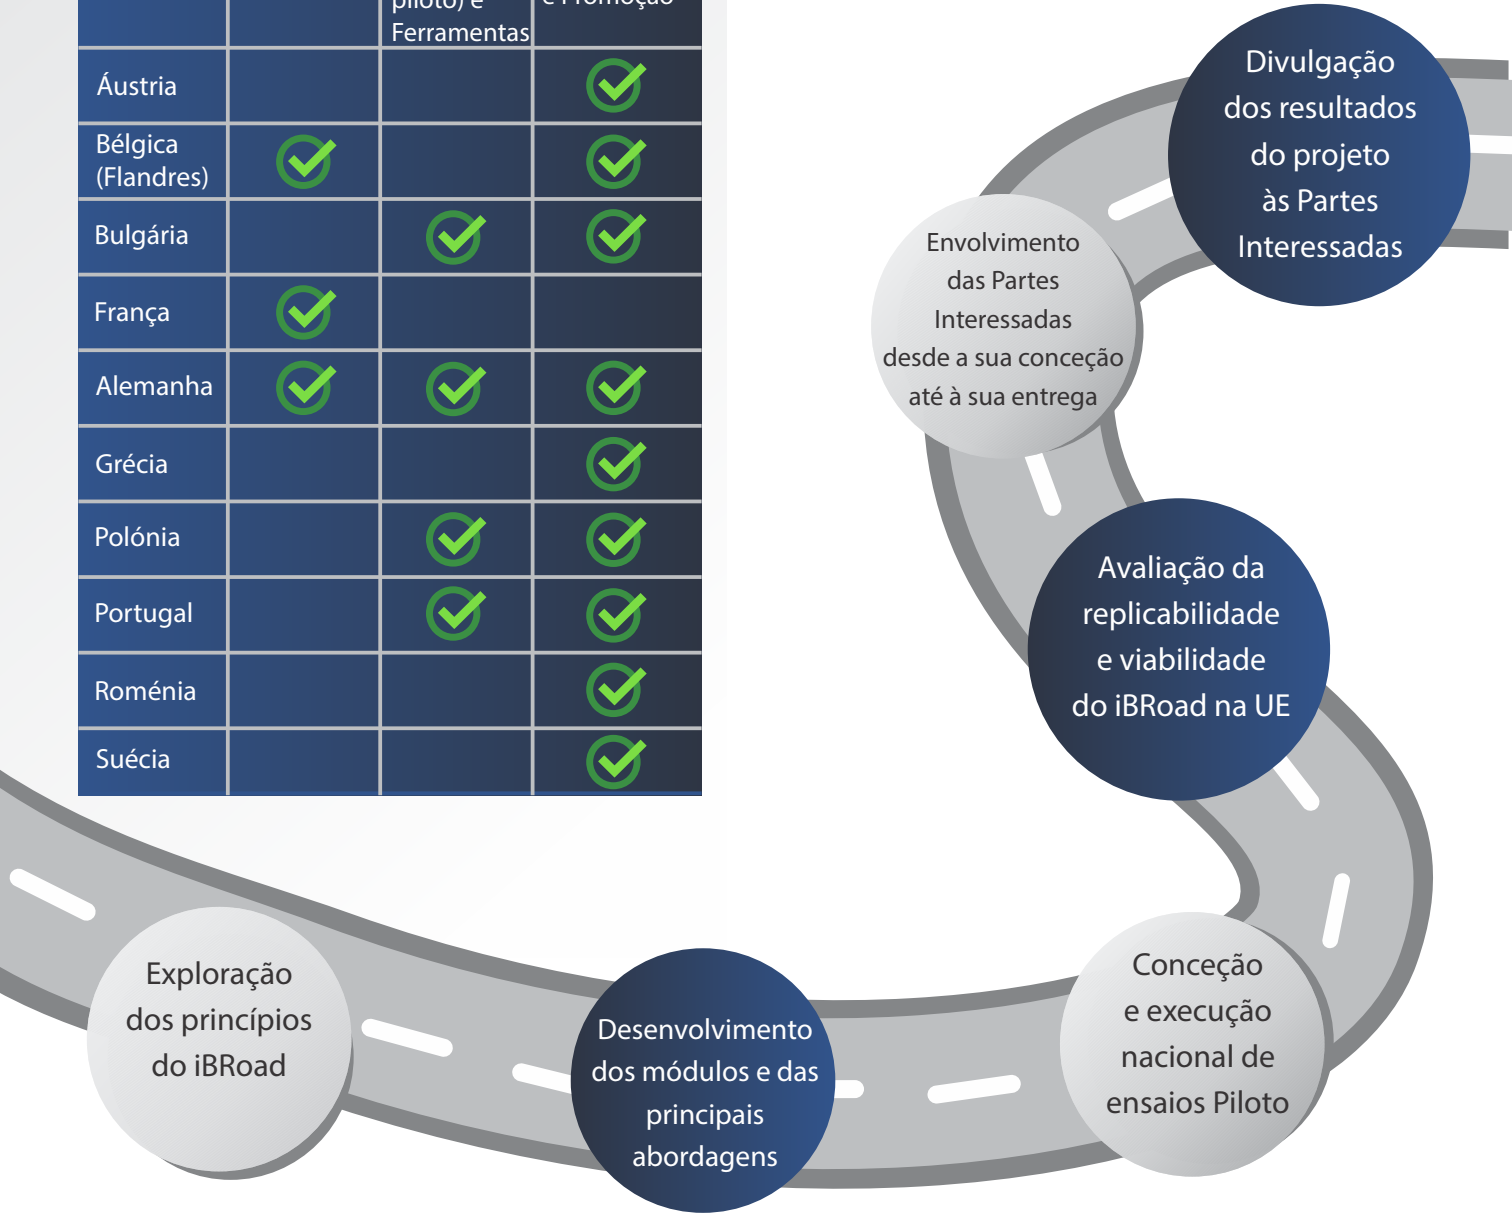 piloto) e
Ferramentas
e Promoção
Áustria
Bélgica
(Flandres)
Bulgária
França
Alemanha
Grécia
Polónia
Portugal
Roménia
Suécia
Divulgação
dos resultados
do projeto
às Partes
Interessadas
Envolvimento
das Partes
Interessadas
desde a sua conceção
até à sua entrega
Avaliação da
replicabilidade
e viabilidade
do iBRoad na UE
Conceção
e execução
nacional de
ensaios Piloto
Desenvolvimento
dos módulos e das
principais
abordagens
Exploração
dos princípios
do iBRoad